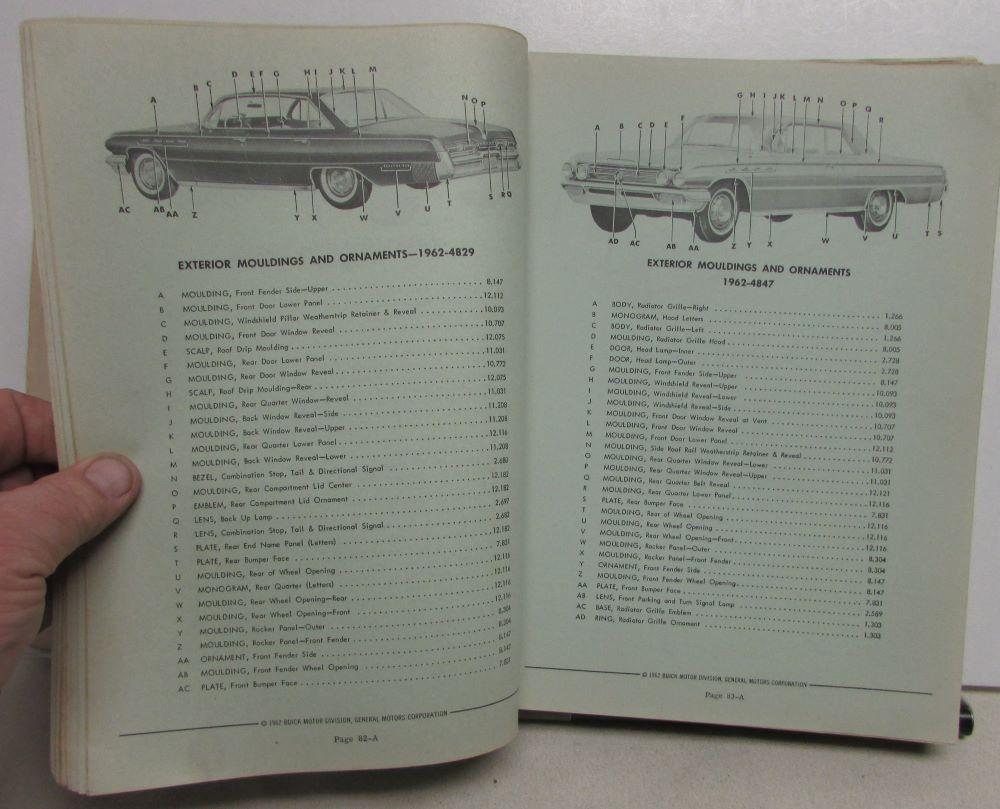 D E F G H I J K L M
C
B
A
N O P
AC AB AA Z Y X W V U T S R Q
EXTERIOR MOULDINGS AND ORNAMENTS—1962-4829
A MOULDING, Front Fender Side—Upper 8.147
B MOULDING, Front Door Lower Panel 12.112
C MOULDING, Windshield Pillar Weatherstrip Retainer & Reveal 10.093
D MOULDING, Front Door Window Reveal 10.707
E SCALP, Roof Drip Moulding 12.075
F MOULDING, Rear Door Lower Panel 11.031
G MOULDING, Rear Door Window Reveal 10.772
H SCALP, Roof Drip Moulding—Rear 12.075
I MOULDING, Rear Quarter Window—Reveal 11.031
J MOULDING, Back Window Reveal—Side 11.208
K MOULDING, Back Window Reveal—Upper 11.208
L MOULDING, Rear Quarter Lower Panel 12.116
M MOULDING, Back Window Reveal—Lower 11.208
N BEZEL, Combination Stop, Tail & Directional Signal 2.680
O MOULDING, Rear Compartment Lid Center 12.182
P EMBLEM, Rear Compartment Lid Ornament 12.182
Q LENS, Back Up Lamp 2.697
R LENS, Combination Stop, Tail & Directional Signal 2.682
S PLATE, Rear End Name Panel (Letters) 12.182
T PLATE, Rear Bumper Face 7.831
U MOULDING, Rear of Wheel Opening 12.116
V MONOGRAM, Rear Quarter (Letters) 12.116
W MOULDING, Rear Wheel Opening—Rear 12.116
X MOULDING, Rear Wheel Opening—Front 12.116
Y MOULDING, Rocker Panel—Outer 8.304
Z MOULDING, Rocker Panel—Front Fender 8.304
AA ORNAMENT, Front Fender Side 8.147
AB MOULDING, Front Fender Wheel Opening 8.147
AC PLATE, Front Bumper Face 7.831
© 1962 BUICK MOTOR DIVISION, GENERAL MOTORS CORPORATION
Page 82-A
G H I J K L M N O P Q
A B C D E F R
AD AC AB AA Z Y X W V U T S
EXTERIOR MOULDINGS AND ORNAMENTS
1962-4847
A BODY, Radiator Grille—Right 1.266
B MONOGRAM, Hood Letters 8.005
C BODY, Radiator Grille—Left 1.266
D MOULDING, Radiator Grille Hood 8.005
E DOOR, Head Lamp—Inner 2.728
F DOOR, Head Lamp—Outer 2.728
G MOULDING, Front Fender Side—Upper 8.147
H MOULDING, Windshield Reveal—Upper 10.093
I MOULDING, Windshield Reveal—Lower 10.093
J MOULDING, Windshield Reveal—Side 10.093
K MOULDING, Front Door Window Reveal at Vent 10.707
L MOULDING, Front Door Window Reveal 10.707
M MOULDING, Front Door Lower Panel 12.112
N MOULDING, Side Roof Rail Weatherstrip Retainer & Reveal 10.772
O MOULDING, Rear Quarter Window Reveal—Lower 11.031
P MOULDING, Rear Quarter Window Reveal—Upper 11.031
Q MOULDING, Rear Quarter Belt Reveal 12.121
R MOULDING, Rear Quarter Lower Panel 12.116
S PLATE, Rear Bumper Face 7.831
T MOULDING, Rear of Wheel Opening 12.116
U MOULDING, Rear Wheel Opening 12.116
V MOULDING, Rear Wheel Opening—Front 12.116
W MOULDING, Rocker Panel—Outer 8.304
X MOULDING, Rocker Panel—Front Fender 8.304
Y ORNAMENT, Front Fender Side 8.147
Z MOULDING, Front Fender Wheel Opening 8.147
AA PLATE, Front Bumper Face 7.831
AB LENS, Front Parking and Turn Signal Lamp 2.589
AC BASE, Radiator Grille Emblem 1.303
AD RING, Radiator Grille Ornament 1.303
© 1962 BUICK MOTOR DIVISION, GENERAL MOTORS CORPORATION
Page 83-A